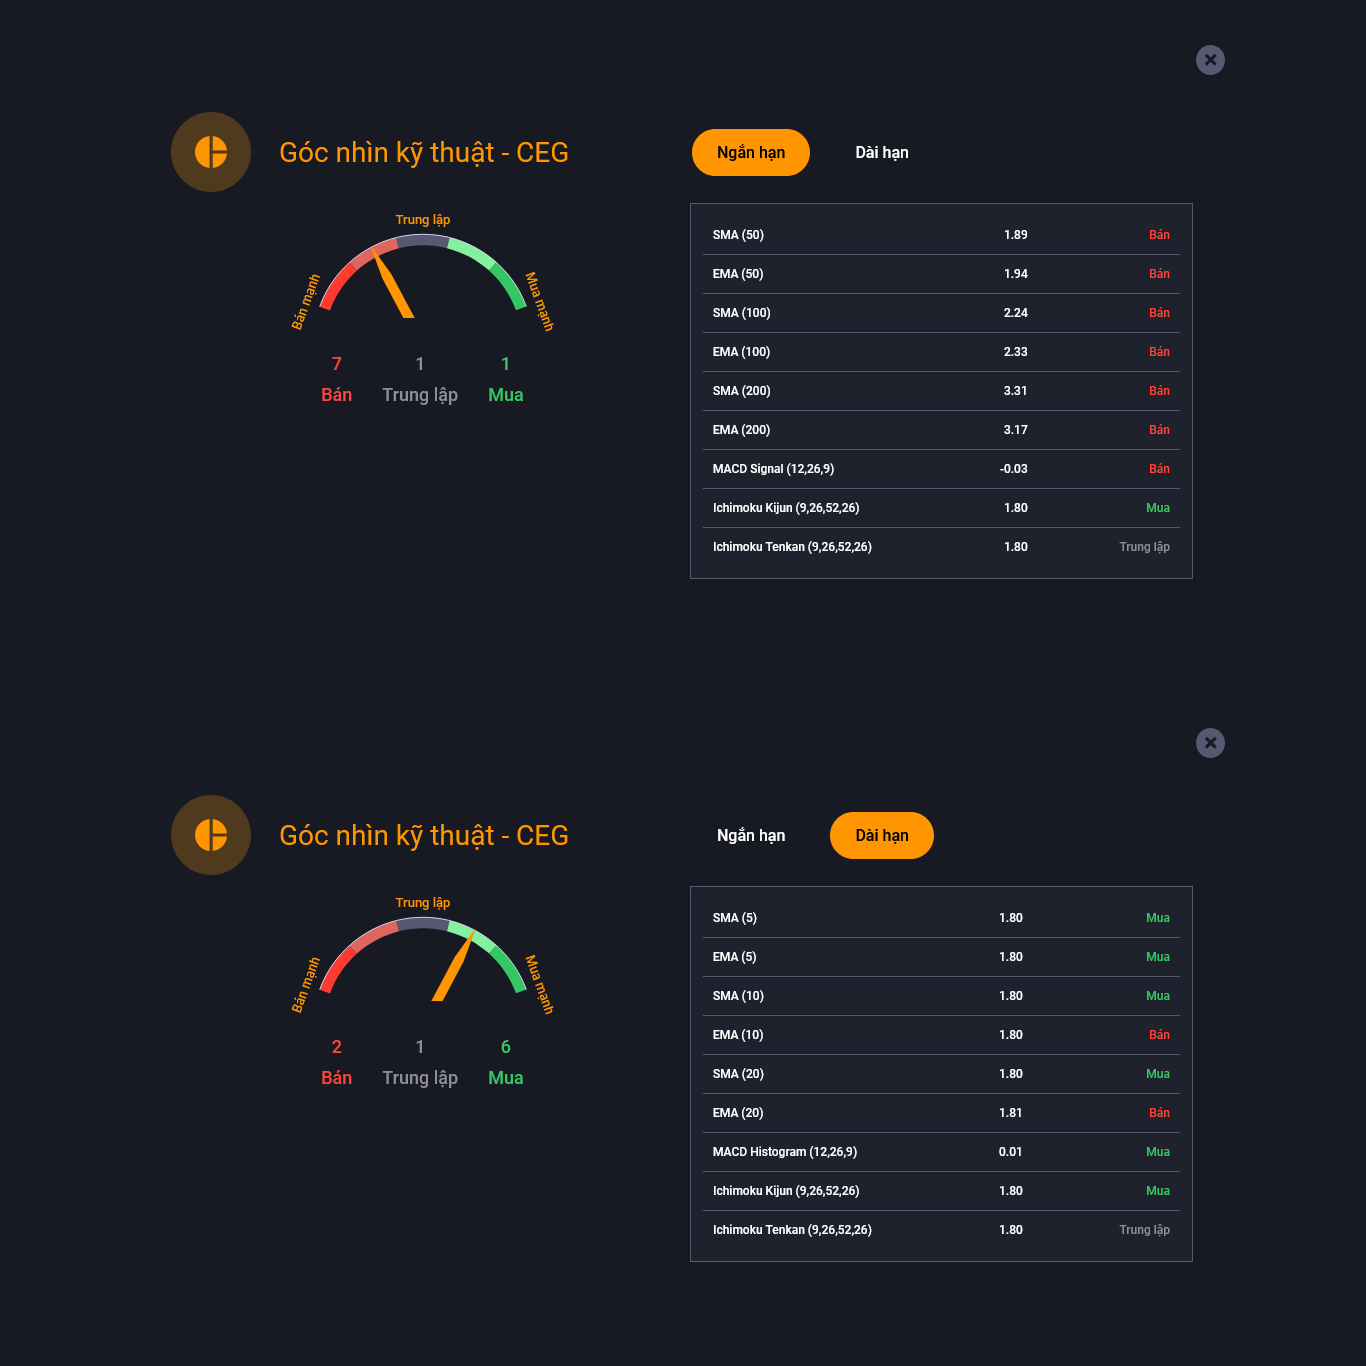 Góc nhìn kỹ thuật - CEG
Ngắn hạn
Dài hạn
Trung lập
Bán mạnh
Mua mạnh
7 1 1
Bán Trung lập Mua
SMA (50) 1.89 Bán
EMA (50) 1.94 Bán
SMA (100) 2.24 Bán
EMA (100) 2.33 Bán
SMA (200) 3.31 Bán
EMA (200) 3.17 Bán
MACD Signal (12,26,9) -0.03 Bán
Ichimoku Kijun (9,26,52,26) 1.80 Mua
Ichimoku Tenkan (9,26,52,26) 1.80 Trung lập
Góc nhìn kỹ thuật - CEG
Ngắn hạn
Dài hạn
Trung lập
Bán mạnh
Mua mạnh
2 1 6
Bán Trung lập Mua
SMA (5) 1.80 Mua
EMA (5) 1.80 Mua
SMA (10) 1.80 Mua
EMA (10) 1.80 Bán
SMA (20) 1.80 Mua
EMA (20) 1.81 Bán
MACD Histogram (12,26,9) 0.01 Mua
Ichimoku Kijun (9,26,52,26) 1.80 Mua
Ichimoku Tenkan (9,26,52,26) 1.80 Trung lập